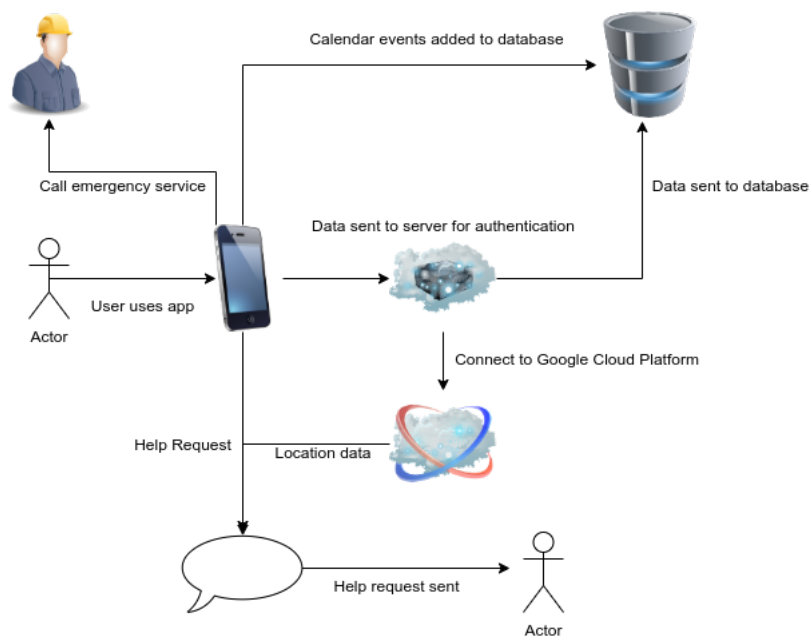 Calendar events added to database
Call emergency service
Data sent to database
Data sent to server for authentication
User uses app
Actor
Connect to Google Cloud Platform
Help Request
Location data
Help request sent
Actor